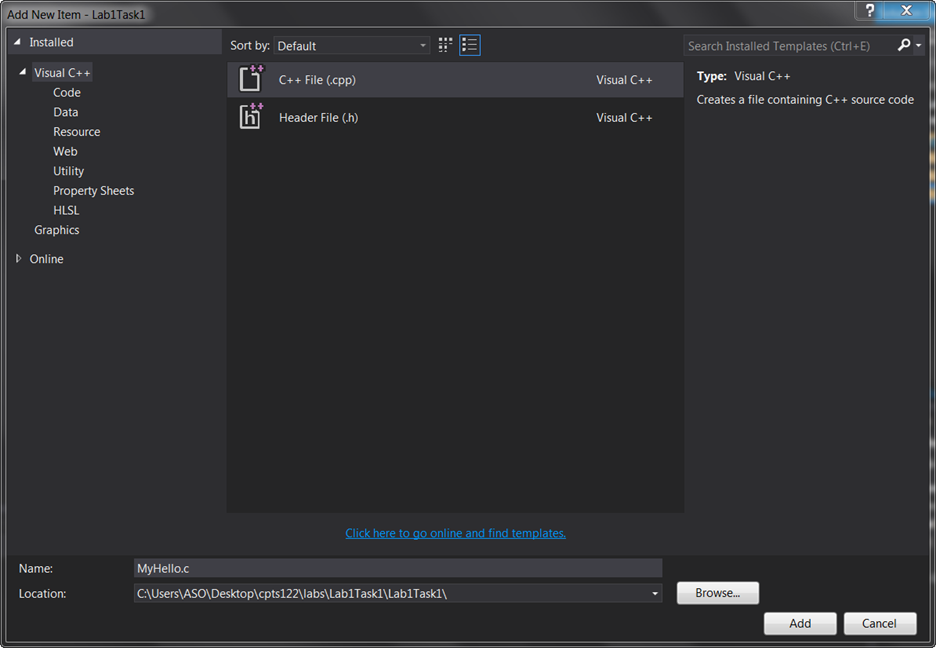 Add New Item - Lab1Task1
?
Installed
Sort by: Default
Search Installed Templates (Ctrl+E)
Visual C++
Code
Data
Resource
Web
Utility
Property Sheets
HLSL
Graphics
Online
C++ File (.cpp) Visual C++
Header File (.h) Visual C++
Type: Visual C++
Creates a file containing C++ source code
Click here to go online and find templates.
Name: MyHello.c
Location: C:\Users\ASO\Desktop\cpts122\labs\Lab1Task1\Lab1Task1\
Browse...
Add Cancel